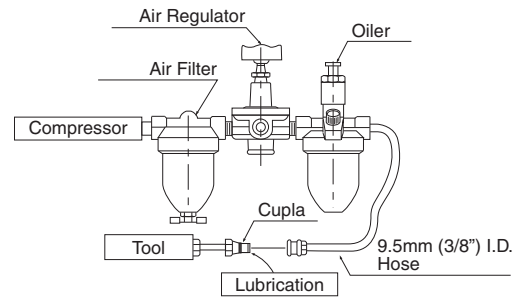 Air Regulator
Oiler
Air Filter
Compressor
Cupla
Tool
9.5mm (3/8") I.D.
Hose
Lubrication